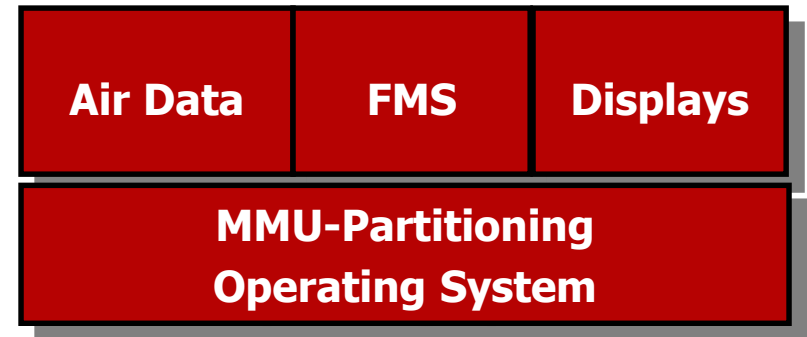 Air Data
FMS
Displays
MMU-Partitioning
Operating System